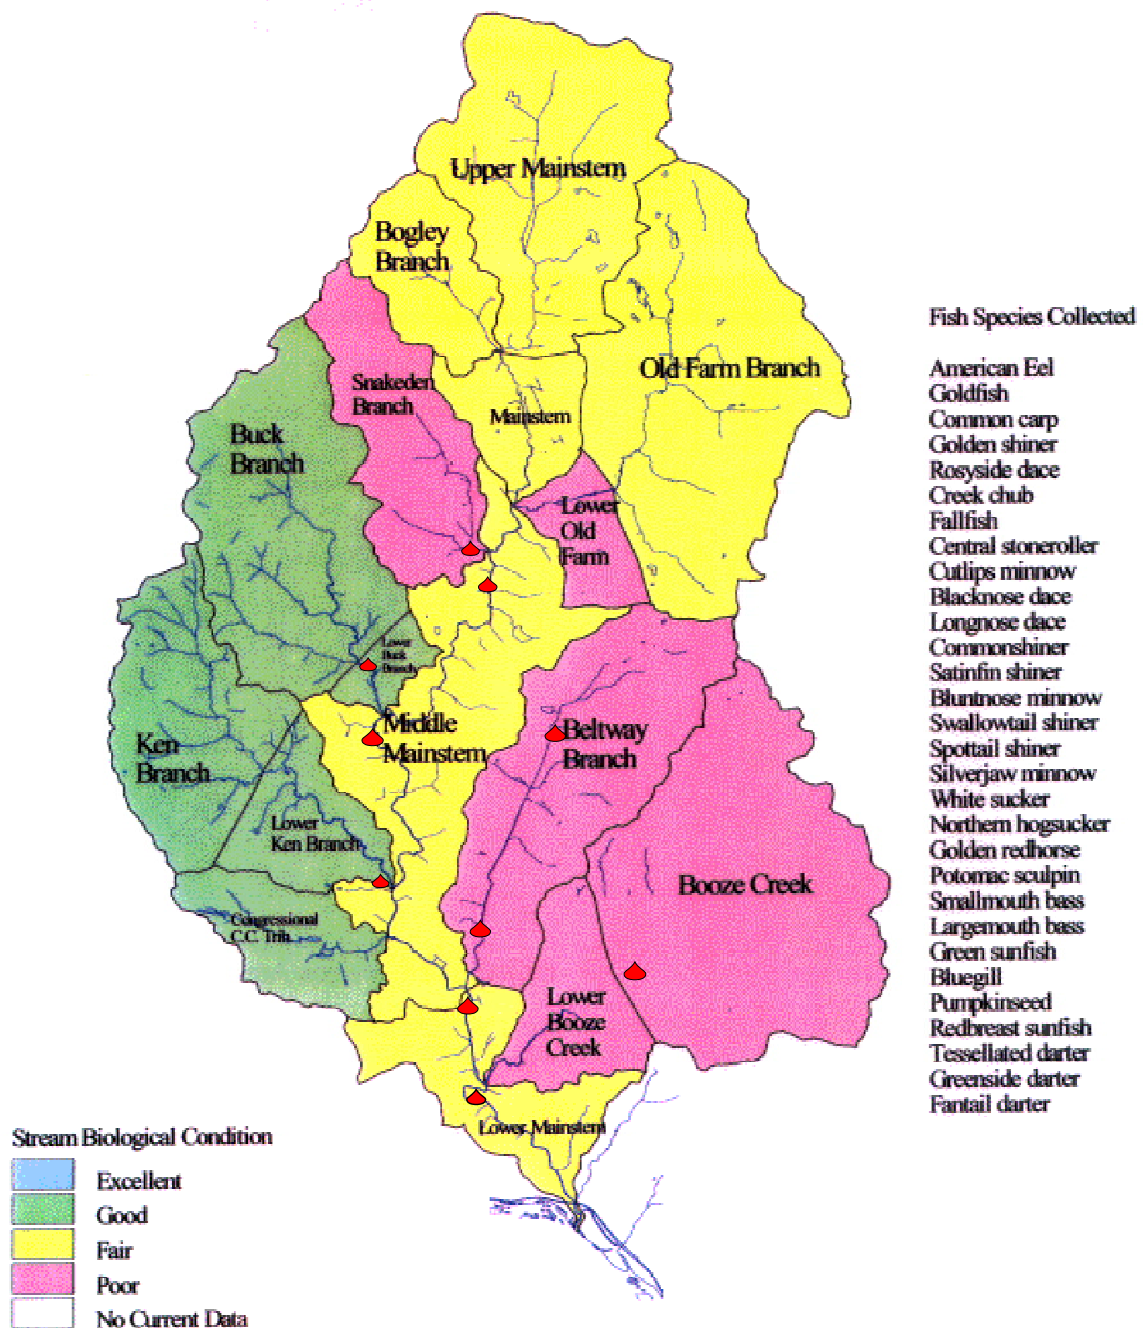 Upper Mainstem
Bogley
Branch
Snakeden
Branch
Mainstem
Old Farm Branch
Buck
Branch
Lower
Old
Farm
Lower
Buck
Branch
Ken
Branch
Middle
Mainstem
Beltway
Branch
Lower
Ken Branch
Booze Creek
Congressional
C.C. Trib.
Lower
Booze
Creek
Lower Mainstem
Fish Species Collected
American Eel
Goldfish
Common carp
Golden shiner
Rosyside dace
Creek chub
Fallfish
Central stoneroller
Cutlips minnow
Blacknose dace
Longnose dace
Commonshiner
Satinfin shiner
Bluntnose minnow
Swallowtail shiner
Spottail shiner
Silverjaw minnow
White sucker
Northern hogsucker
Golden redhorse
Potomac sculpin
Smallmouth bass
Largemouth bass
Green sunfish
Bluegill
Pumpkinseed
Redbreast sunfish
Tessellated darter
Greenside darter
Fantail darter
Stream Biological Condition
Excellent
Good
Fair
Poor
No Current Data